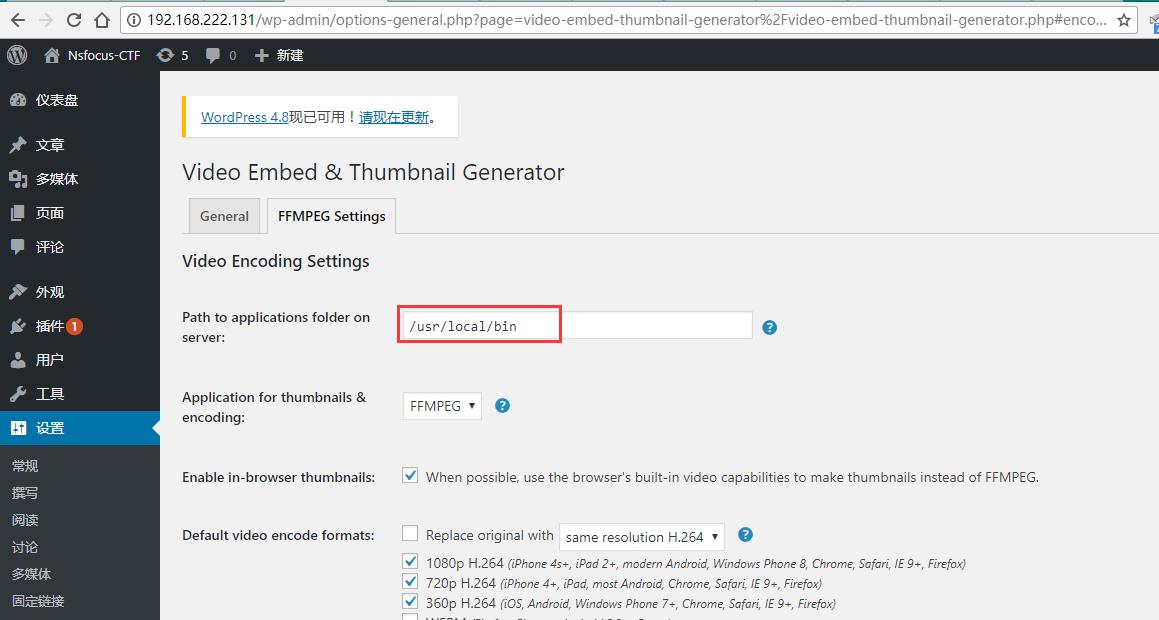 192.168.222.131/wp-admin/options-general.php?page=video-embed-thumbnail-generator%2Fvideo-embed-thumbnail-generator.php#enco...
Nsfocus-CTF 5 0 新建
仪表盘
文章
多媒体
页面
评论
外观
插件 1
用户
工具
设置
常规
撰写
阅读
讨论
多媒体
固定链接
WordPress 4.8现已可用！请现在更新。
Video Embed & Thumbnail Generator
General FFMPEG Settings
Video Encoding Settings
Path to applications folder on
server:
/usr/local/bin
Application for thumbnails &
encoding:
FFMPEG
Enable in-browser thumbnails:
When possible, use the browser's built-in video capabilities to make thumbnails instead of FFMPEG.
Default video encode formats:
Replace original with same resolution H.264
1080p H.264 (iPhone 4s+, iPad 2+, modern Android, Windows Phone 8, Chrome, Safari, IE 9+, Firefox)
720p H.264 (iPhone 4+, iPad, most Android, Chrome, Safari, IE 9+, Firefox)
360p H.264 (iOS, Android, Windows Phone 7+, Chrome, Safari, IE 9+, Firefox)